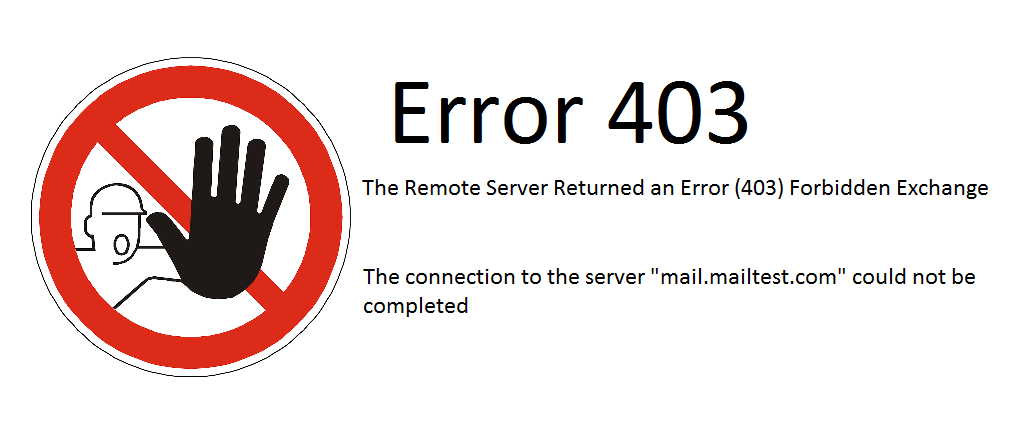 Error 403
The Remote Server Returned an Error (403) Forbidden Exchange
The connection to the server "mail.mailtest.com" could not be
completed